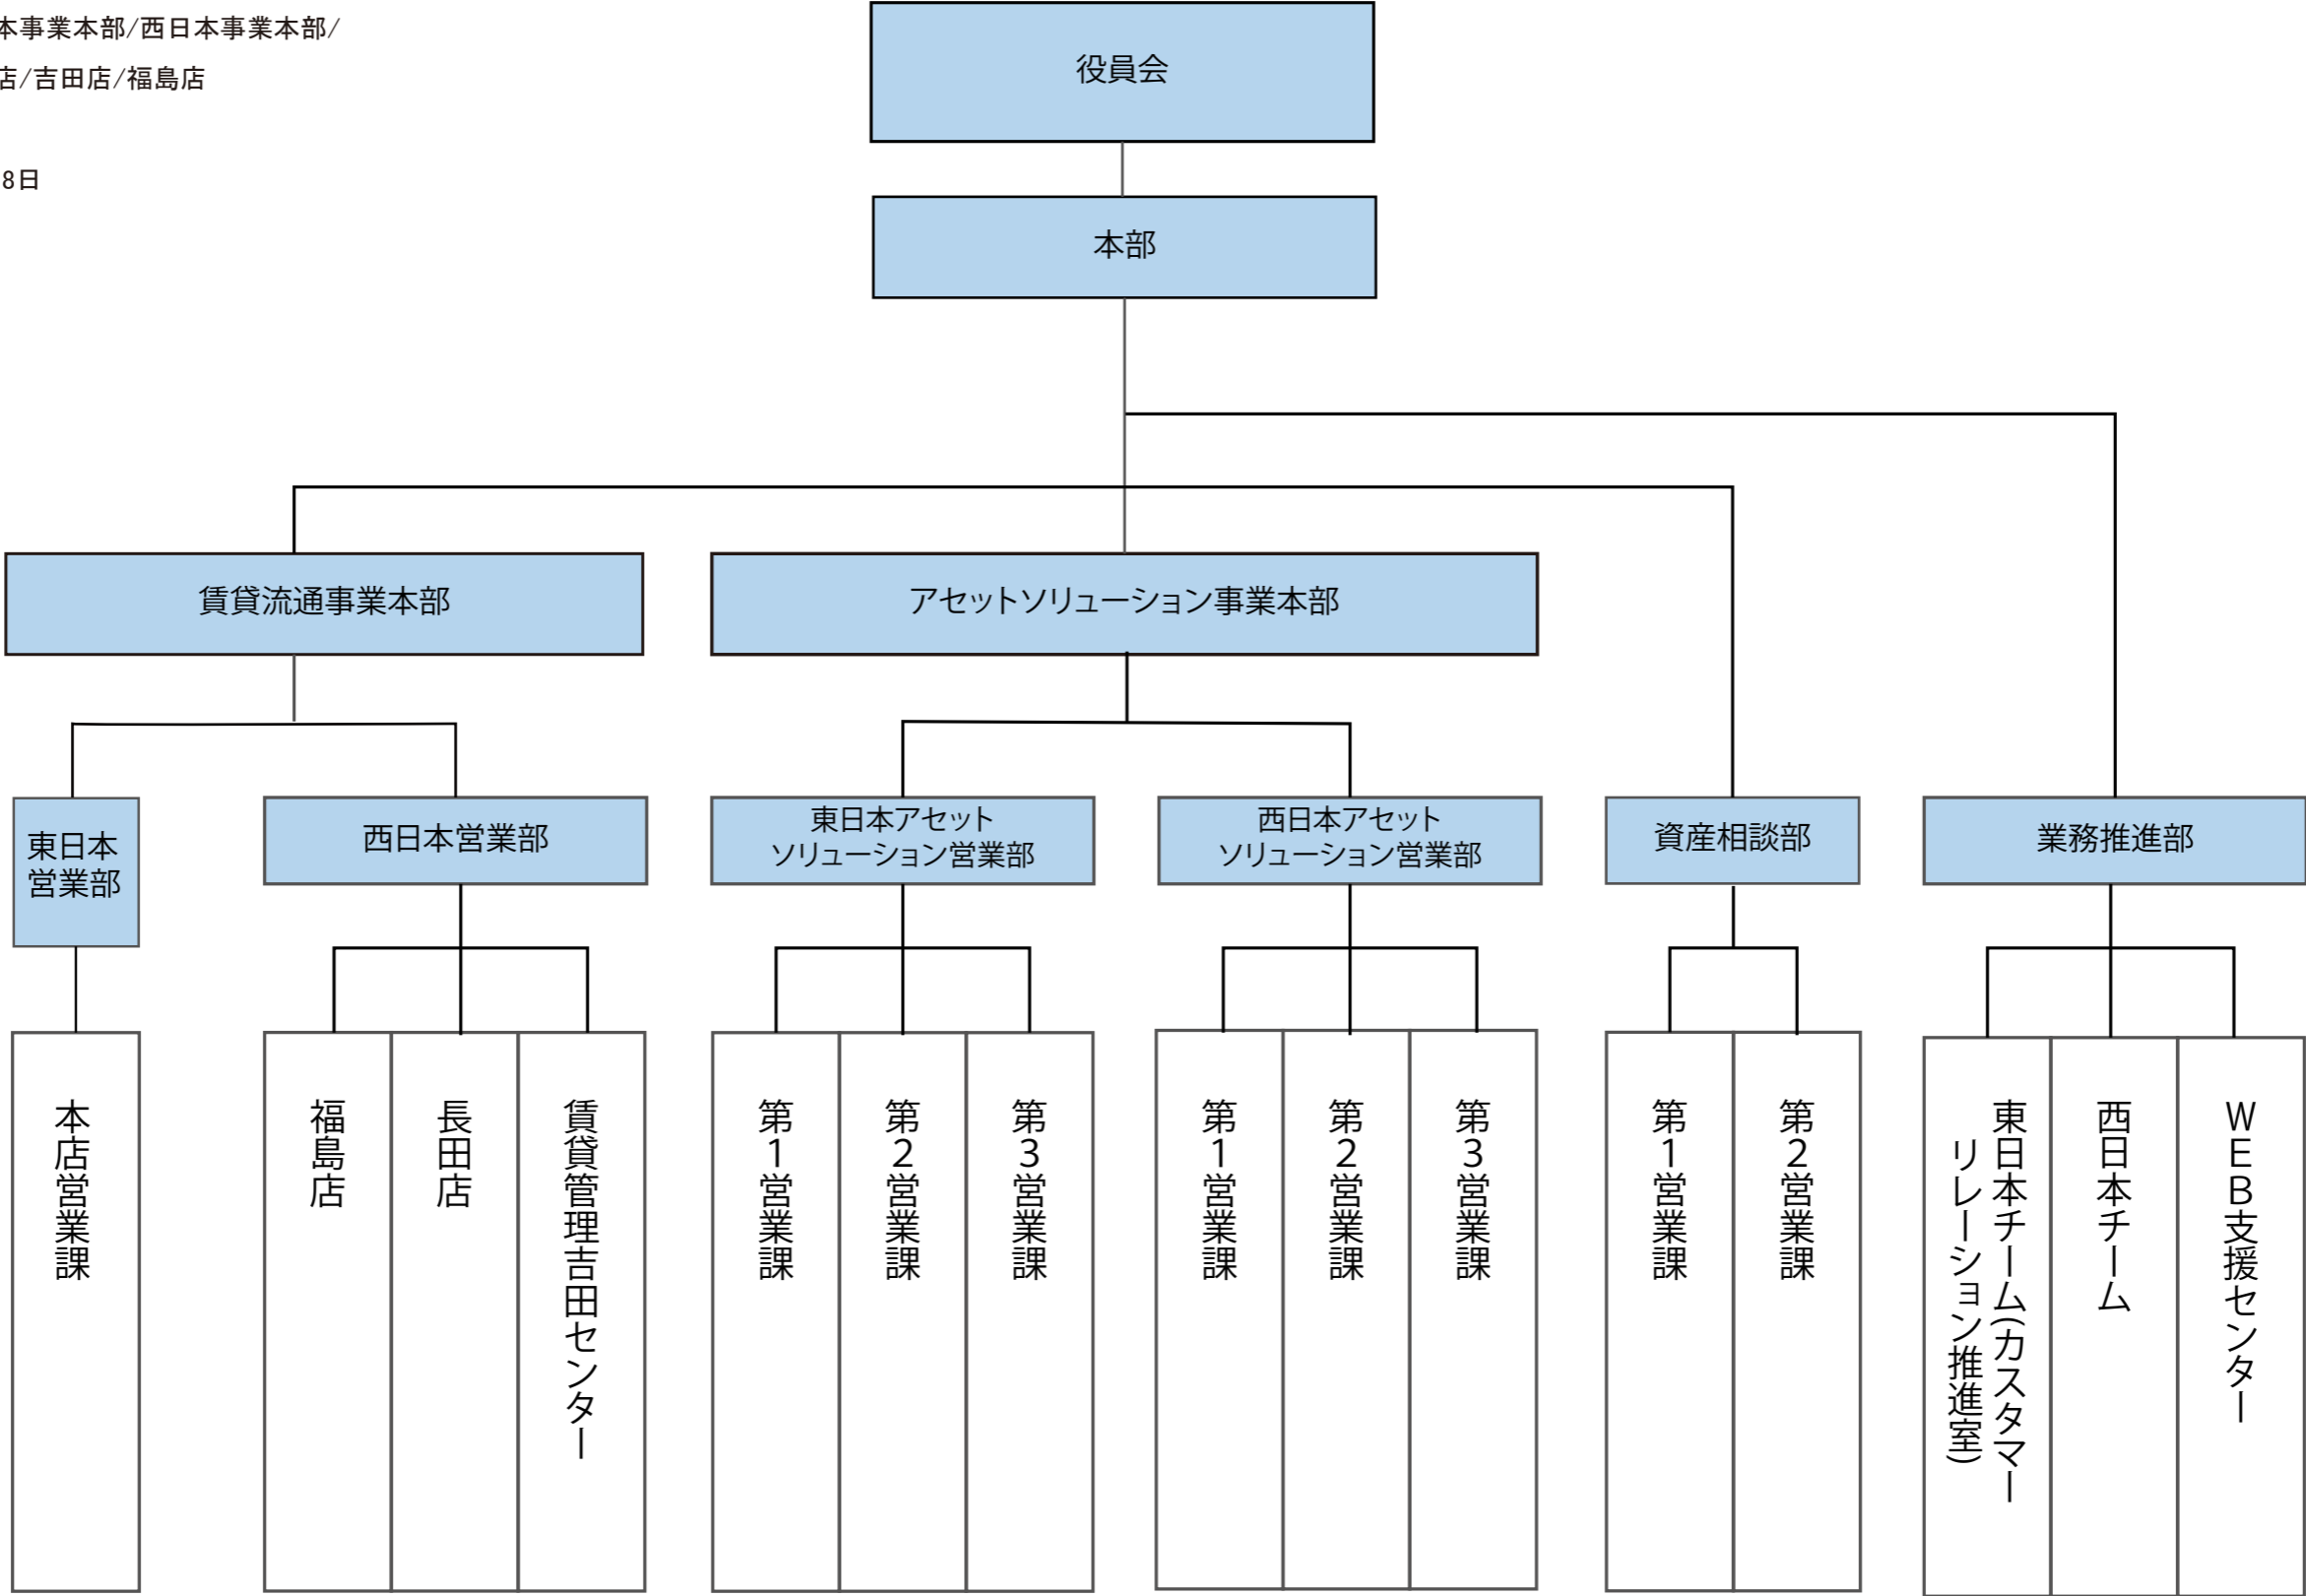 本事業本部/西日本事業本部/
店/吉田店/福島店
8日
役員会
本部
賃貸流通事業本部
アセットソリューション事業本部
東日本
営業部
西日本営業部
東日本アセット
ソリューション営業部
西日本アセット
ソリューション営業部
資産相談部
業務推進部
本店営業課
福島店
長田店
賃貸管理吉田センター
第1営業課
第2営業課
第3営業課
第1営業課
第2営業課
第3営業課
第1営業課
第2営業課
東日本チーム(カスタマー
リレーション推進室)
西日本チーム
WEB支援センター